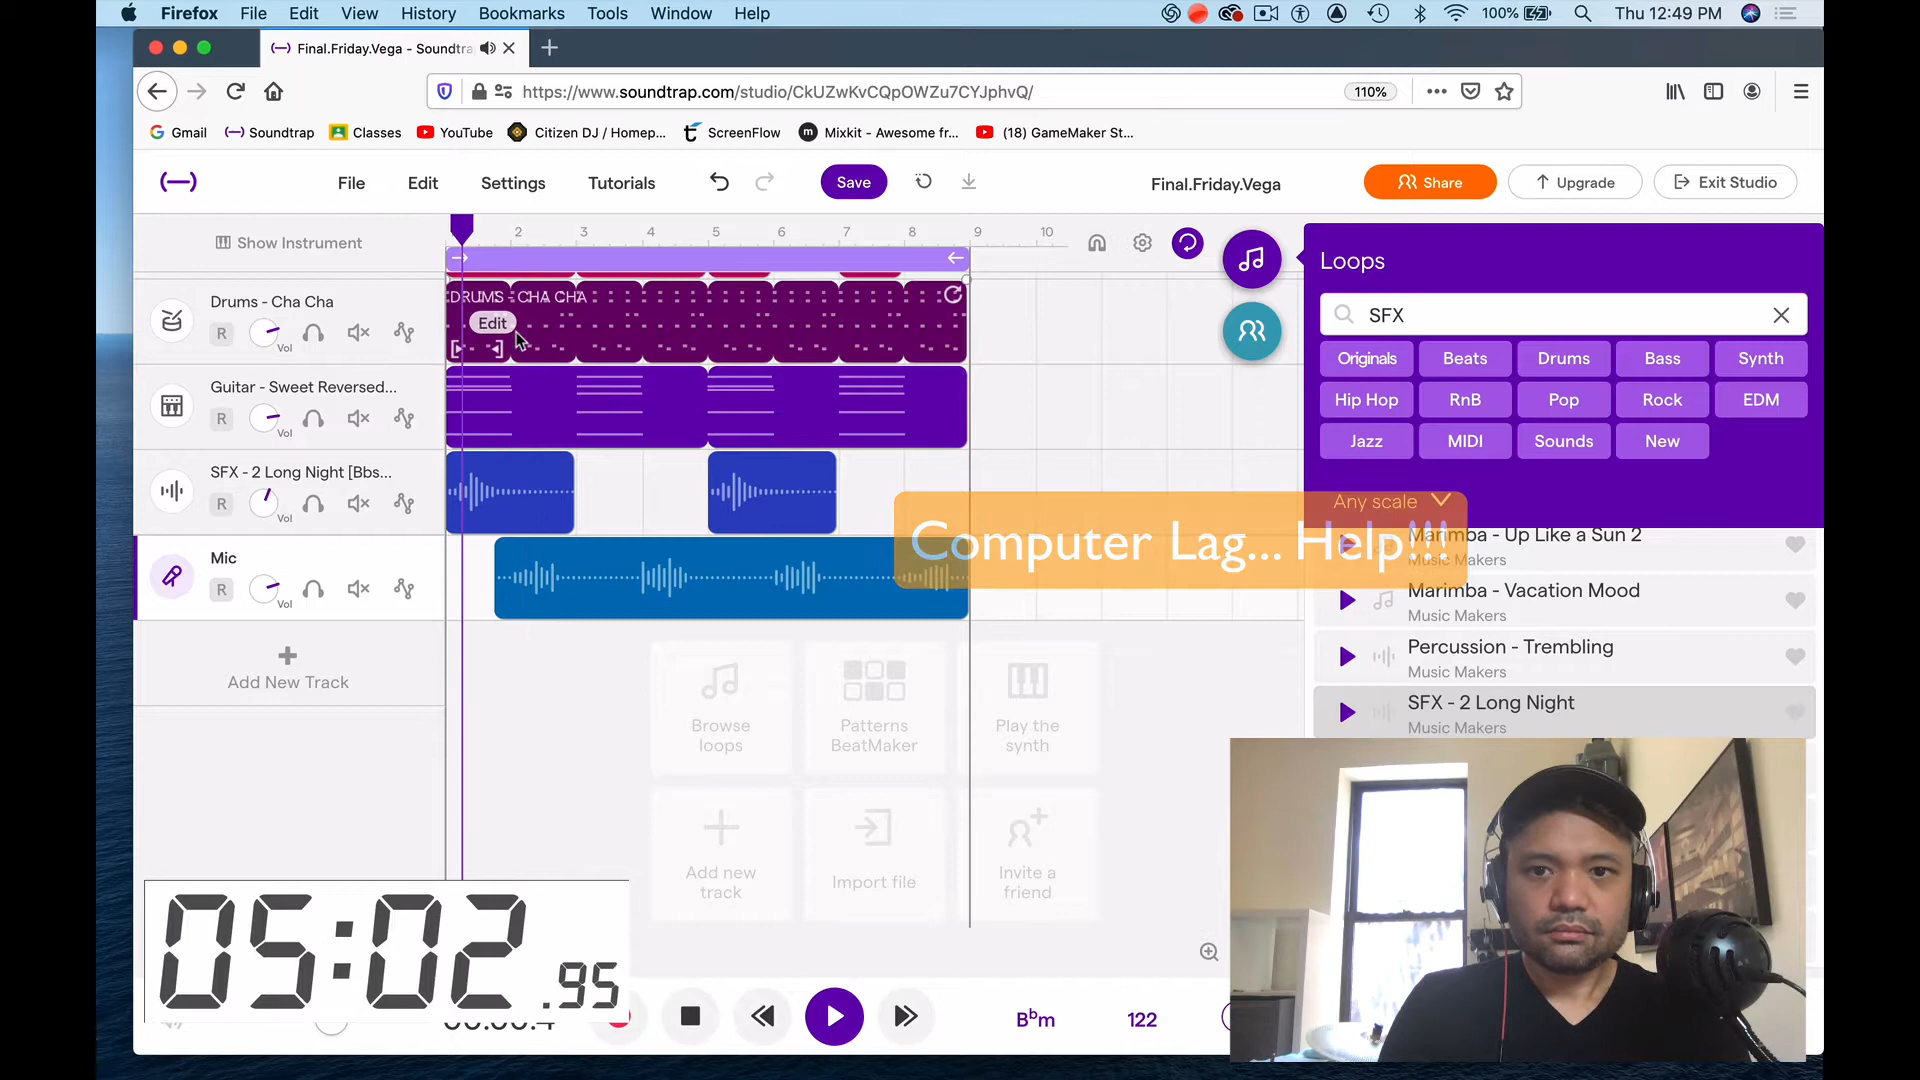 Firefox File Edit View History Bookmarks Tools Window Help 100% Thu 12:49 PM
Final.Friday.Vega - Soundtra
https://www.soundtrap.com/studio/CkUZwKvCQpOWZu7CYJphvQ/ 110%
Gmail Soundtrap Classes YouTube Citizen DJ / Homep... ScreenFlow Mixkit - Awesome fr... (18) GameMaker St...
File Edit Settings Tutorials Save Final.Friday.Vega Share Upgrade Exit Studio
Show Instrument 2 3 4 5 6 7 8 9 10
Loops
SFX
Originals Beats Drums Bass Synth
Hip Hop RnB Pop Rock EDM
Jazz MIDI Sounds New
Any scale
Drums - Cha Cha
R Vol
DRUMS - CHA CHA
Edit
Guitar - Sweet Reversed...
R Vol
SFX - 2 Long Night [Bbs...
R Vol
Mic
R Vol
Computer Lag... Help!!!
Marimba - Up Like a Sun 2
Music Makers
Marimba - Vacation Mood
Music Makers
Percussion - Trembling
Music Makers
SFX - 2 Long Night
Music Makers
Add New Track
Browse loops
Patterns BeatMaker
Play the synth
Add new track
Import file
Invite a friend
05:02.95
Bbm 122